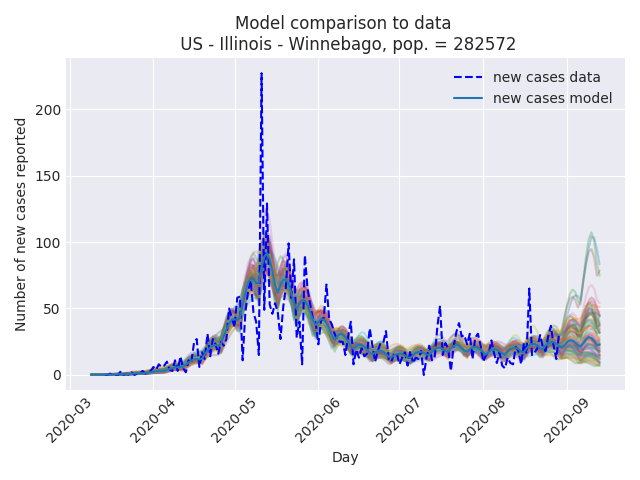 Model comparison to data
US - Illinois - Winnebago, pop. = 282572
new cases data
new cases model
Number of new cases reported
200
150
100
50
0
2020-03
2020-04
2020-05
2020-06
2020-07
2020-08
2020-09
Day